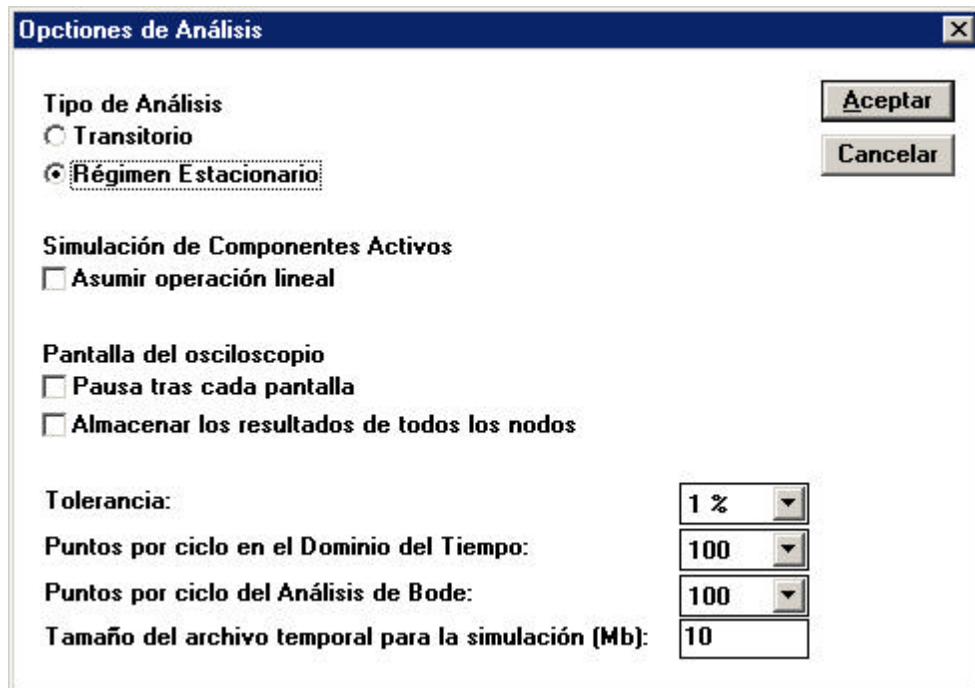 Opctiones de Análisis
Tipo de Análisis
Transitorio
Régimen Estacionario
Aceptar
Cancelar
Simulación de Componentes Activos
Asumir operación lineal
Pantalla del osciloscopio
Pausa tras cada pantalla
Almacenar los resultados de todos los nodos
Tolerancia: 1 %
Puntos por ciclo en el Dominio del Tiempo: 100
Puntos por ciclo del Análisis de Bode: 100
Tamaño del archivo temporal para la simulación (Mb): 10